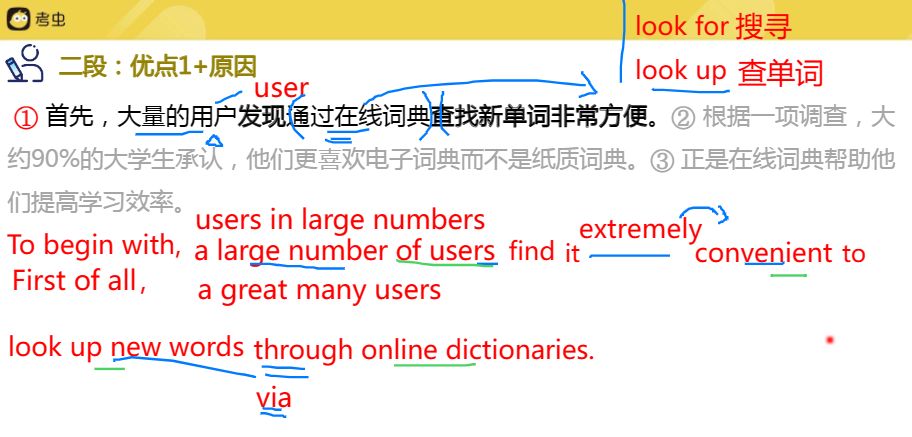 考虫
look for 搜寻
二段：优点1+原因
look up 查单词
user
① 首先，大量的用户发现(通过在线词典)查找新单词非常方便。② 根据一项调查，大
约90%的大学生承认，他们更喜欢电子词典而不是纸质词典。③ 正是在线词典帮助他
们提高学习效率。
users in large numbers
To begin with, a large number of users find it extremely convenient to
First of all,
a great many users
look up new words through online dictionaries.
via